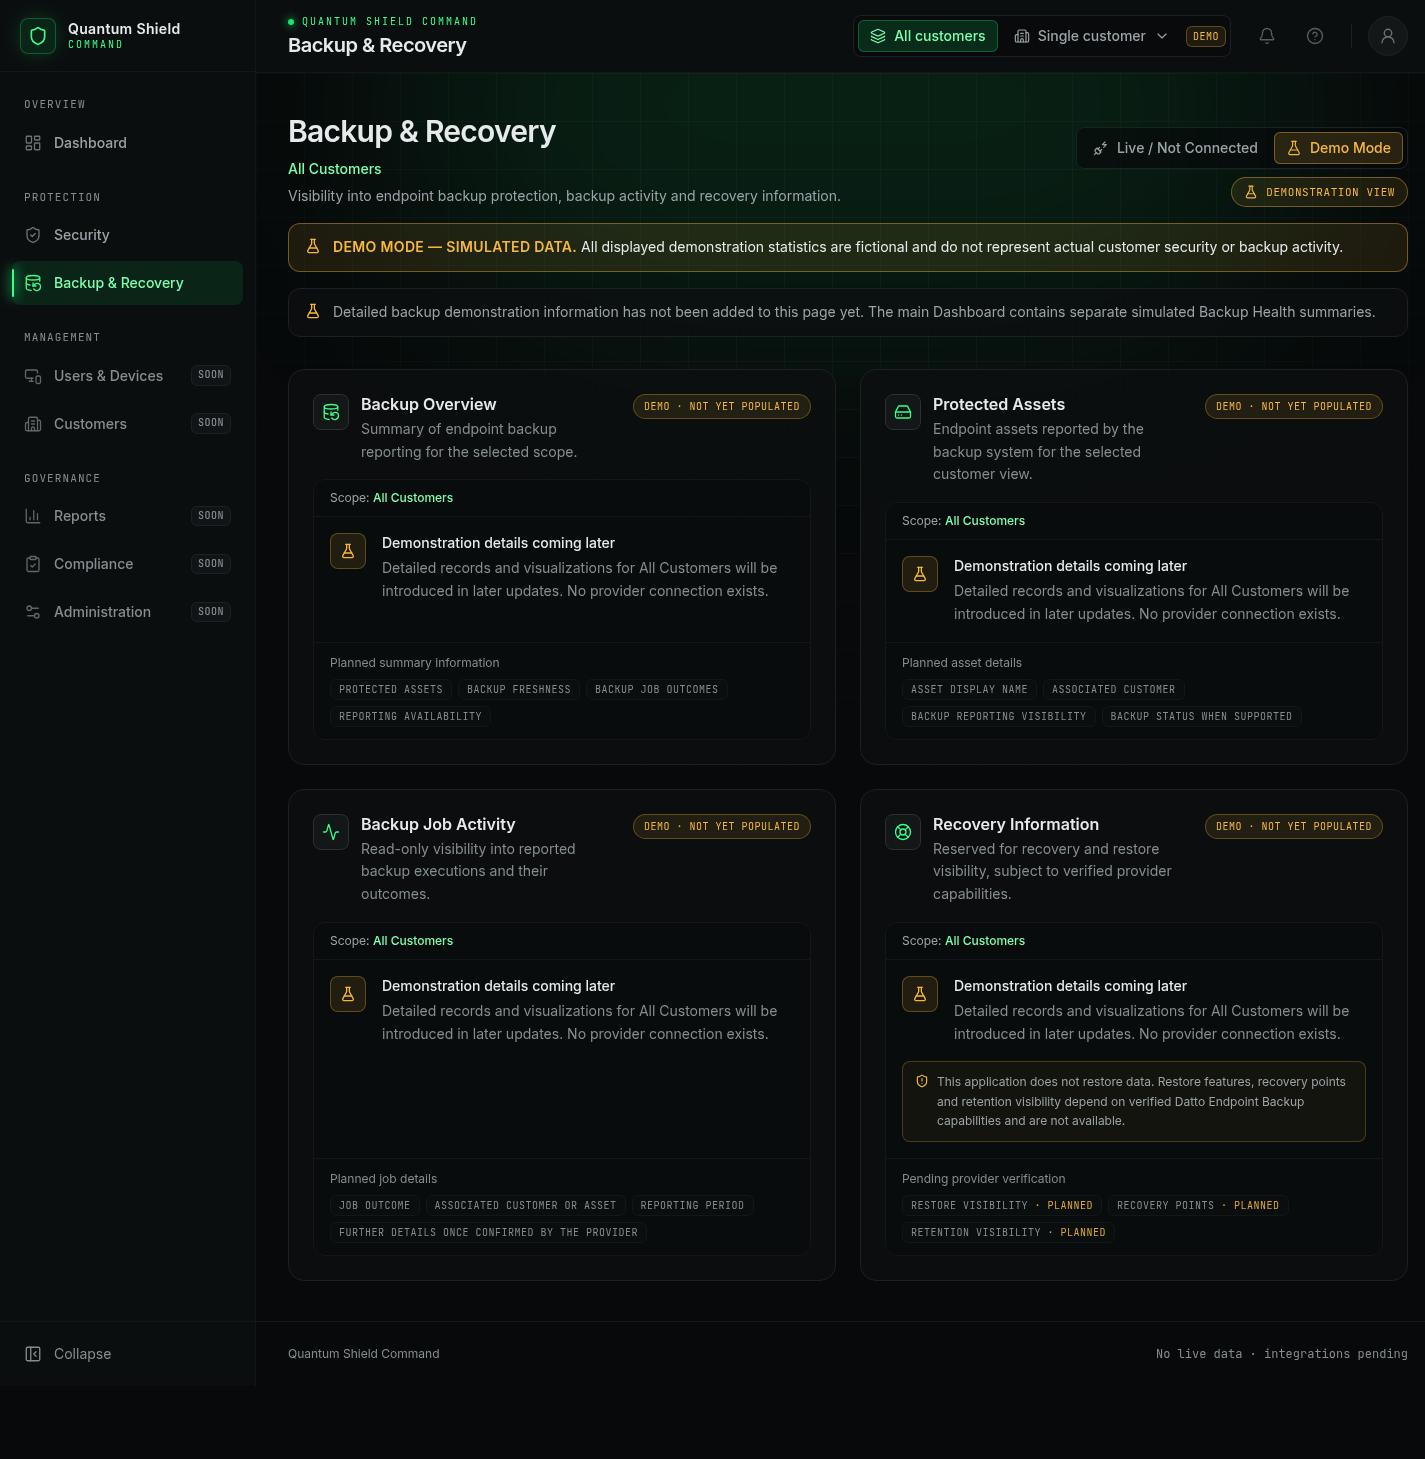 Quantum Shield
COMMAND
OVERVIEW
Dashboard
PROTECTION
Security
Backup & Recovery
MANAGEMENT
Users & Devices SOON
Customers SOON
GOVERNANCE
Reports SOON
Compliance SOON
Administration SOON
Collapse
QUANTUM SHIELD COMMAND
Backup & Recovery
All customers
Single customer
DEMO
Backup & Recovery
All Customers
Visibility into endpoint backup protection, backup activity and recovery information.
Live / Not Connected
Demo Mode
DEMONSTRATION VIEW
DEMO MODE — SIMULATED DATA. All displayed demonstration statistics are fictional and do not represent actual customer security or backup activity.
Detailed backup demonstration information has not been added to this page yet. The main Dashboard contains separate simulated Backup Health summaries.
Backup Overview
DEMO · NOT YET POPULATED
Summary of endpoint backup
reporting for the selected scope.
Scope: All Customers
Demonstration details coming later
Detailed records and visualizations for All Customers will be
introduced in later updates. No provider connection exists.
Planned summary information
PROTECTED ASSETS BACKUP FRESHNESS BACKUP JOB OUTCOMES
REPORTING AVAILABILITY
Protected Assets
DEMO · NOT YET POPULATED
Endpoint assets reported by the
backup system for the selected
customer view.
Scope: All Customers
Demonstration details coming later
Detailed records and visualizations for All Customers will be
introduced in later updates. No provider connection exists.
Planned asset details
ASSET DISPLAY NAME ASSOCIATED CUSTOMER
BACKUP REPORTING VISIBILITY BACKUP STATUS WHEN SUPPORTED
Backup Job Activity
DEMO · NOT YET POPULATED
Read-only visibility into reported
backup executions and their
outcomes.
Scope: All Customers
Demonstration details coming later
Detailed records and visualizations for All Customers will be
introduced in later updates. No provider connection exists.
Planned job details
JOB OUTCOME ASSOCIATED CUSTOMER OR ASSET REPORTING PERIOD
FURTHER DETAILS ONCE CONFIRMED BY THE PROVIDER
Recovery Information
DEMO · NOT YET POPULATED
Reserved for recovery and restore
visibility, subject to verified provider
capabilities.
Scope: All Customers
Demonstration details coming later
Detailed records and visualizations for All Customers will be
introduced in later updates. No provider connection exists.
This application does not restore data. Restore features, recovery points
and retention visibility depend on verified Datto Endpoint Backup
capabilities and are not available.
Pending provider verification
RESTORE VISIBILITY · PLANNED RECOVERY POINTS · PLANNED
RETENTION VISIBILITY · PLANNED
Quantum Shield Command
No live data · integrations pending